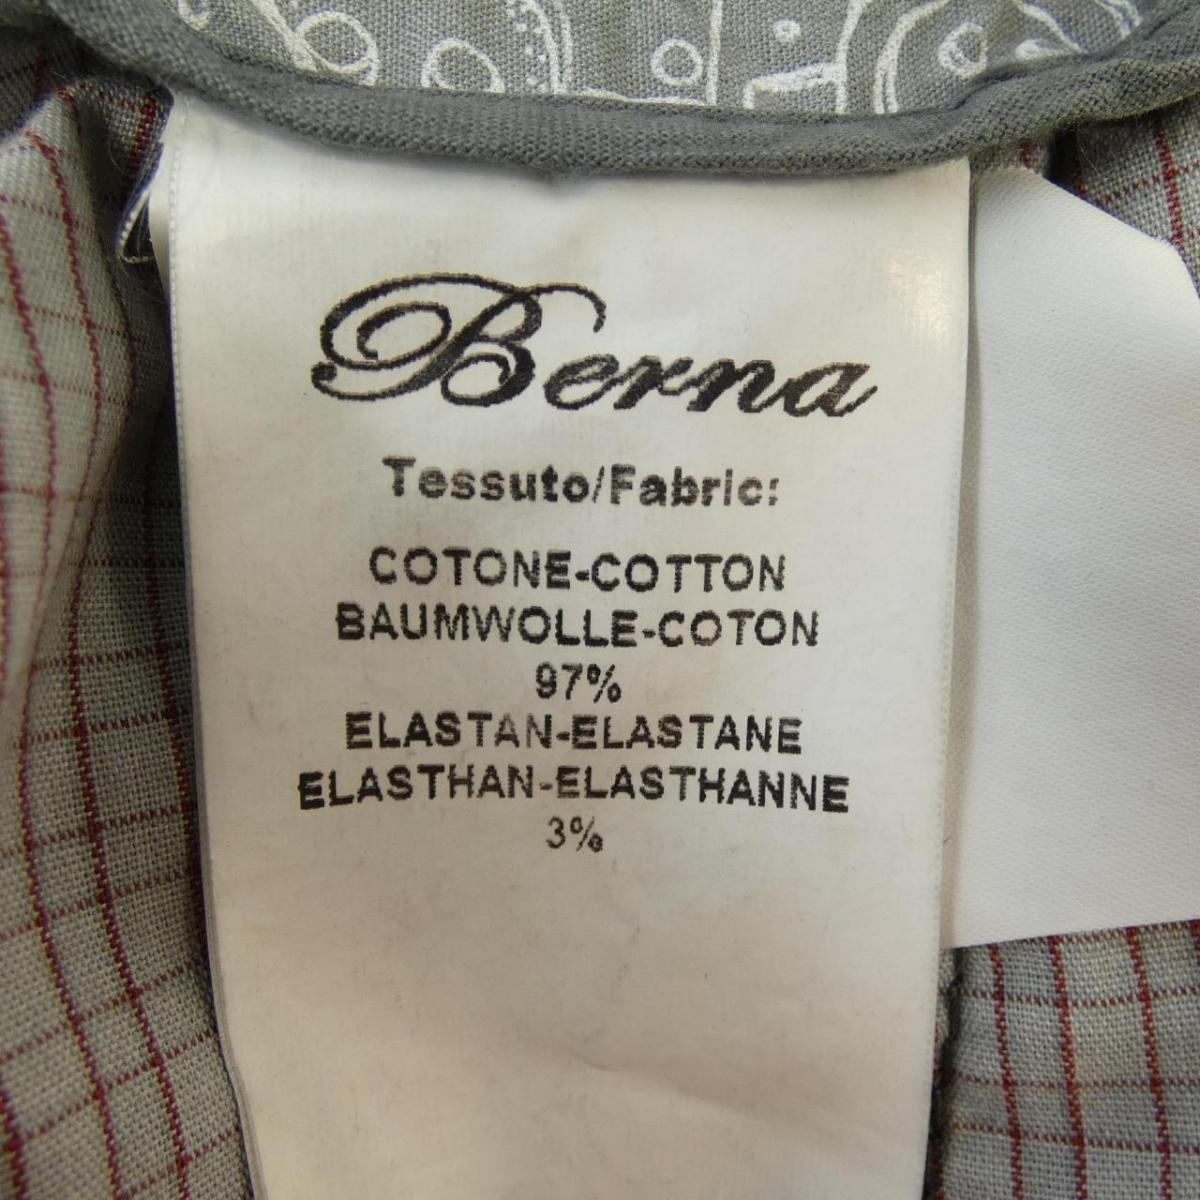 Berna
Tessuto/Fabric:
COTONE-COTTON
BAUMWOLLE-COTON
97%
ELASTAN-ELASTANE
ELASTHAN-ELASTHANNE
3%